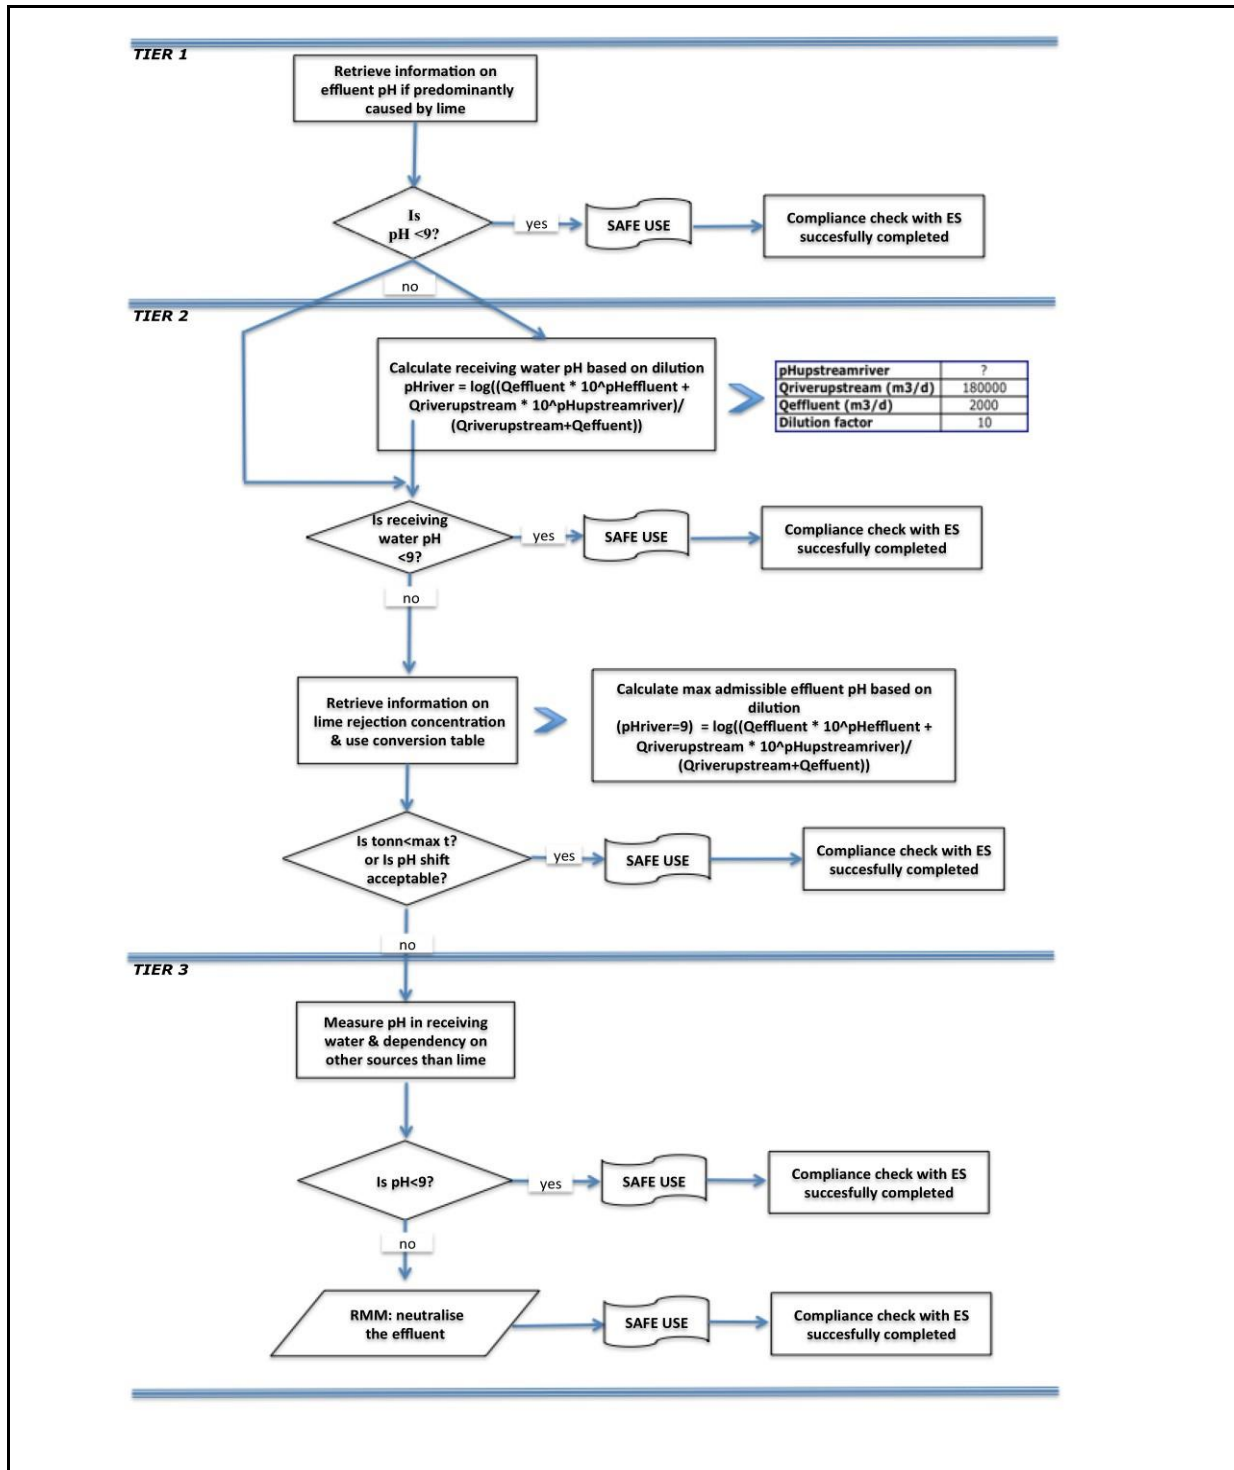 TIER 1
Retrieve information on
effluent pH if predominantly
caused by lime
Is
pH <9?
yes
SAFE USE
Compliance check with ES
succesfully completed
no
TIER 2
Calculate receiving water pH based on dilution
pHriver = log((Qeffluent * 10^pHeffluent +
Qriverupstream * 10^pHupstreamriver)/
(Qriverupstream+Qeffuent))
pHupstreamriver ?
Qriverupstream (m3/d) 180000
Qeffluent (m3/d) 2000
Dilution factor 10
Is receiving
water pH
<9?
yes
SAFE USE
Compliance check with ES
succesfully completed
no
Retrieve information on
lime rejection concentration
& use conversion table
Calculate max admissible effluent pH based on
dilution
(pHriver=9) = log((Qeffluent * 10^pHeffluent +
Qriverupstream * 10^pHupstreamriver)/
(Qriverupstream+Qeffuent))
Is tonn<max t?
or Is pH shift
acceptable?
yes
SAFE USE
Compliance check with ES
succesfully completed
no
TIER 3
Measure pH in receiving
water & dependency on
other sources than lime
Is pH<9?
yes
SAFE USE
Compliance check with ES
succesfully completed
no
RMM: neutralise
the effluent
SAFE USE
Compliance check with ES
succesfully completed